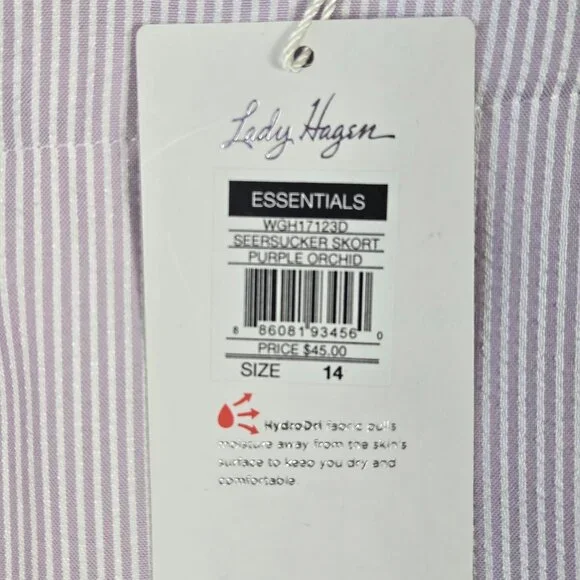 Lady Hagen
ESSENTIALS
WGH17123D
SEERSUCKER SKORT
PURPLE ORCHID
8 86081 93456 0
PRICE $45.00
SIZE 14
HydroDri fabric pulls
moisture away from the skin's
surface to keep you dry and
comfortable